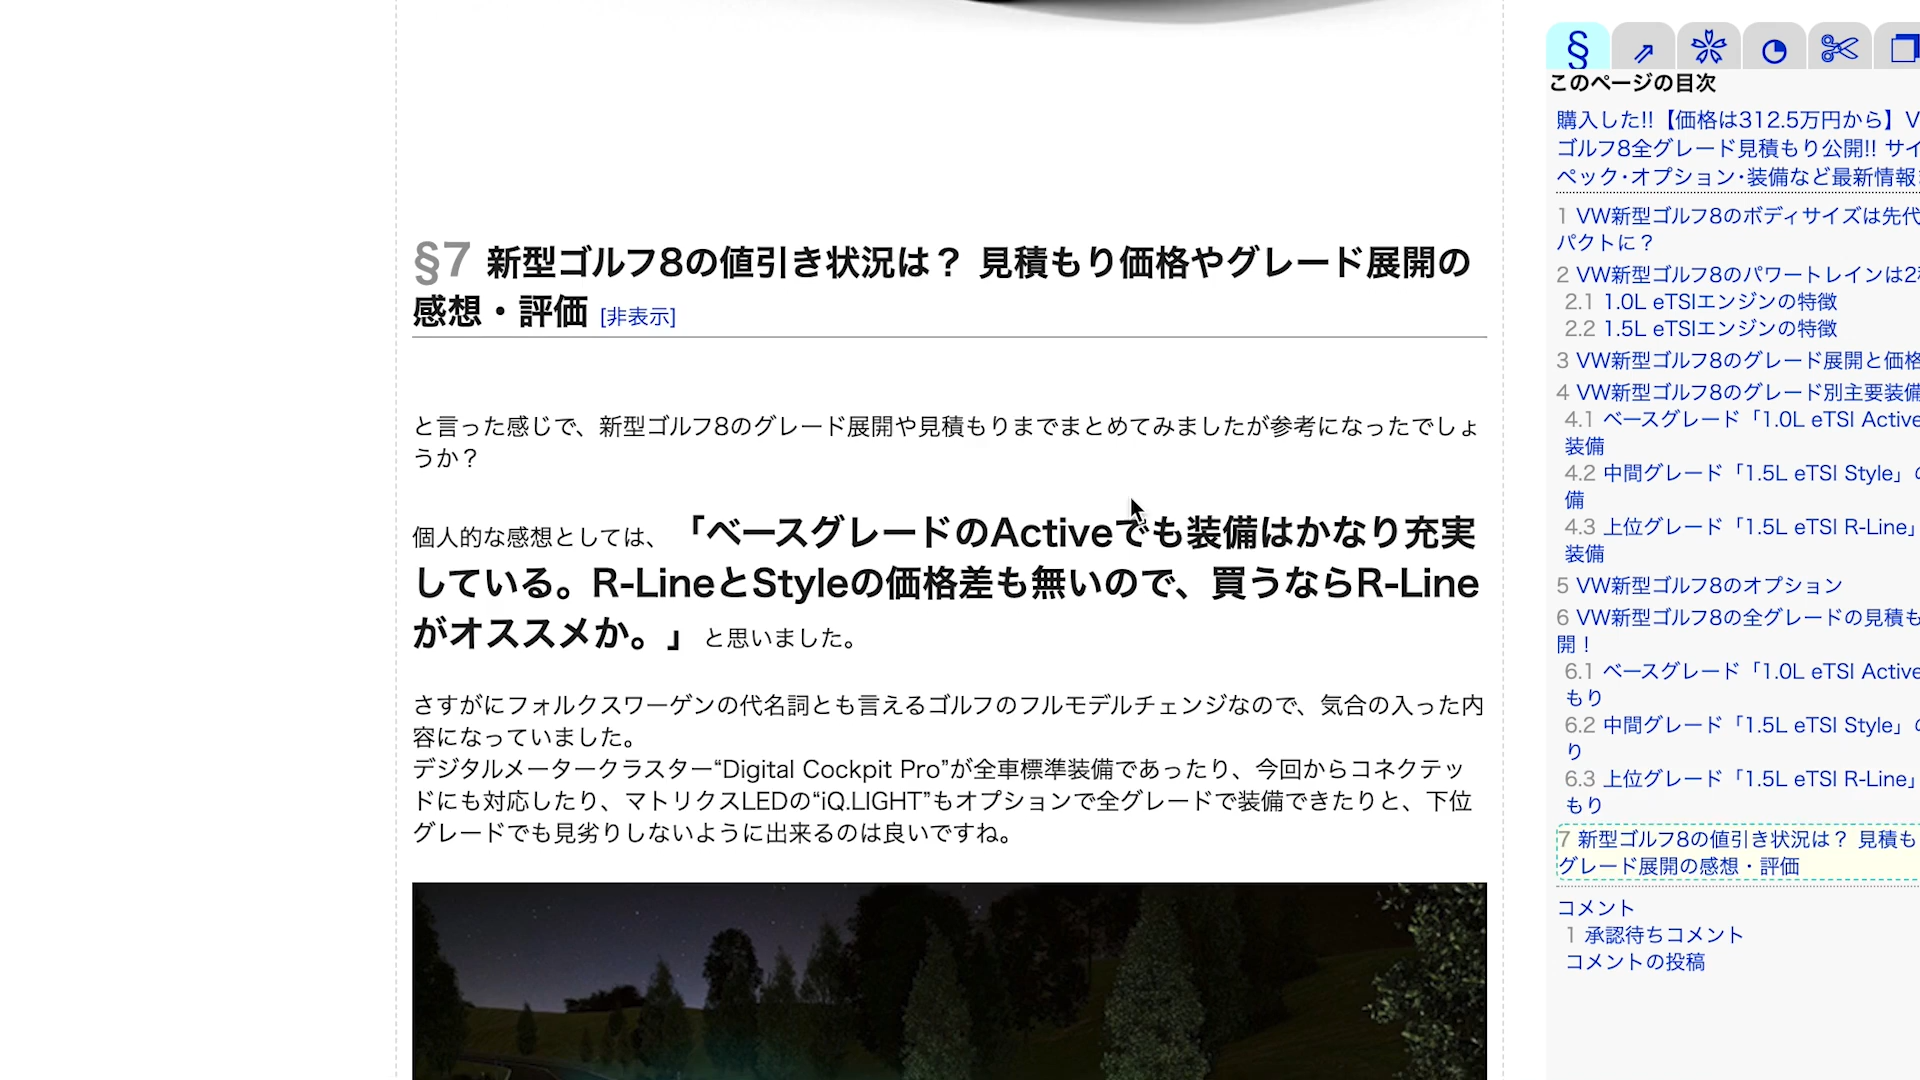 §7 新型ゴルフ8の値引き状況は？ 見積もり価格やグレード展開の
感想・評価 [非表示]
と言った感じで、新型ゴルフ8のグレード展開や見積もりまでまとめてみましたが参考になったでしょ
うか？
個人的な感想としては、「ベースグレードのActiveでも装備はかなり充実
している。R-LineとStyleの価格差も無いので、買うならR-Line
がオススメか。」と思いました。
さすがにフォルクスワーゲンの代名詞とも言えるゴルフのフルモデルチェンジなので、気合の入った内
容になっていました。
デジタルメータークラスター“Digital Cockpit Pro”が全車標準装備であったり、今回からコネクテッ
ドにも対応したり、マトリクスLEDの“iQ.LIGHT”もオプションで全グレードで装備できたりと、下位
グレードでも見劣りしないように出来るのは良いですね。
§
このページの目次
購入した!!【価格は312.5万円から】V
ゴルフ8全グレード見積もり公開!! サイ
ペック･オプション･装備など最新情報
1 VW新型ゴルフ8のボディサイズは先代
パクトに？
2 VW新型ゴルフ8のパワートレインは2
2.1 1.0L eTSIエンジンの特徴
2.2 1.5L eTSIエンジンの特徴
3 VW新型ゴルフ8のグレード展開と価格
4 VW新型ゴルフ8のグレード別主要装備
4.1 ベースグレード「1.0L eTSI Active
装備
4.2 中間グレード「1.5L eTSI Style」
備
4.3 上位グレード「1.5L eTSI R-Line」
装備
5 VW新型ゴルフ8のオプション
6 VW新型ゴルフ8の全グレードの見積も
開！
6.1 ベースグレード「1.0L eTSI Active
もり
6.2 中間グレード「1.5L eTSI Style」
り
6.3 上位グレード「1.5L eTSI R-Line」
もり
7 新型ゴルフ8の値引き状況は？ 見積も
グレード展開の感想・評価
コメント
1 承認待ちコメント
コメントの投稿